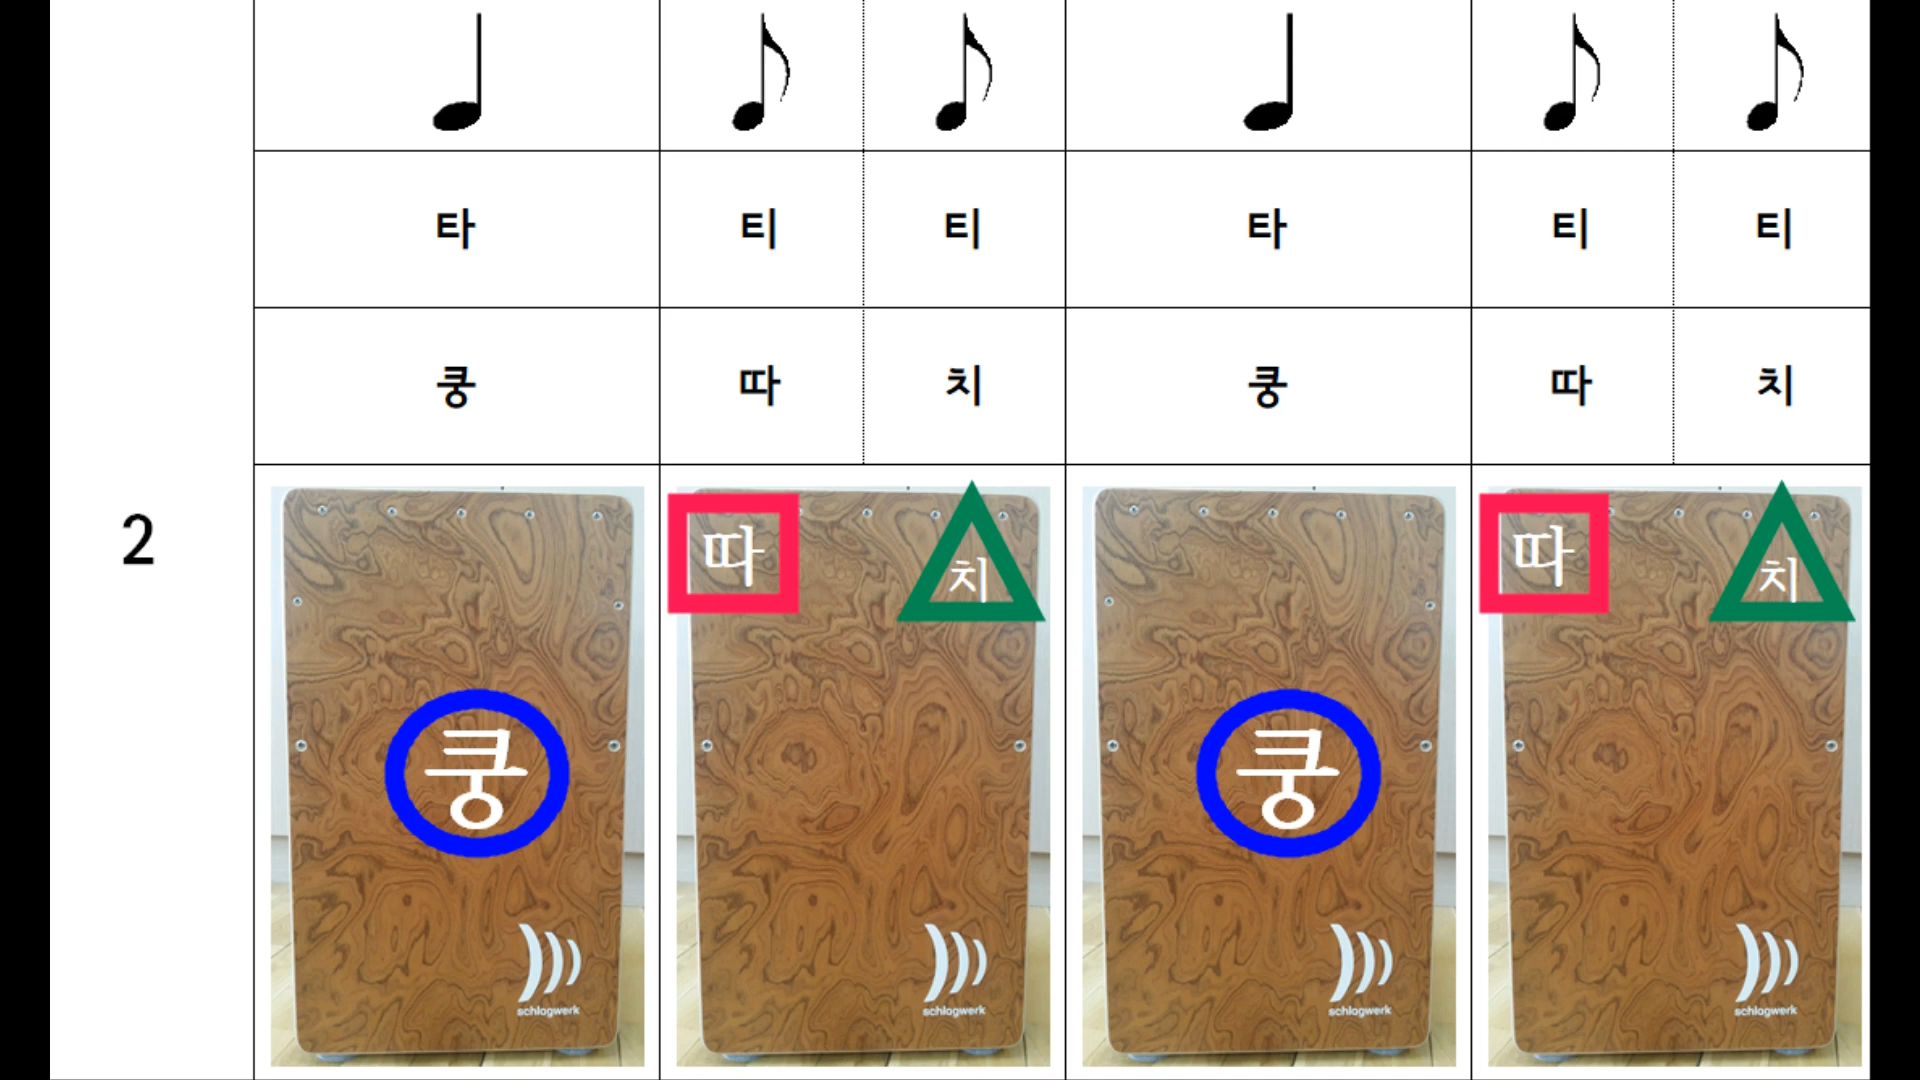 타 티 티 타 티 티
쿵 따 치 쿵 따 치
2
따 치 따 치
쿵 쿵
schlagwerk schlagwerk schlagwerk schlagwerk